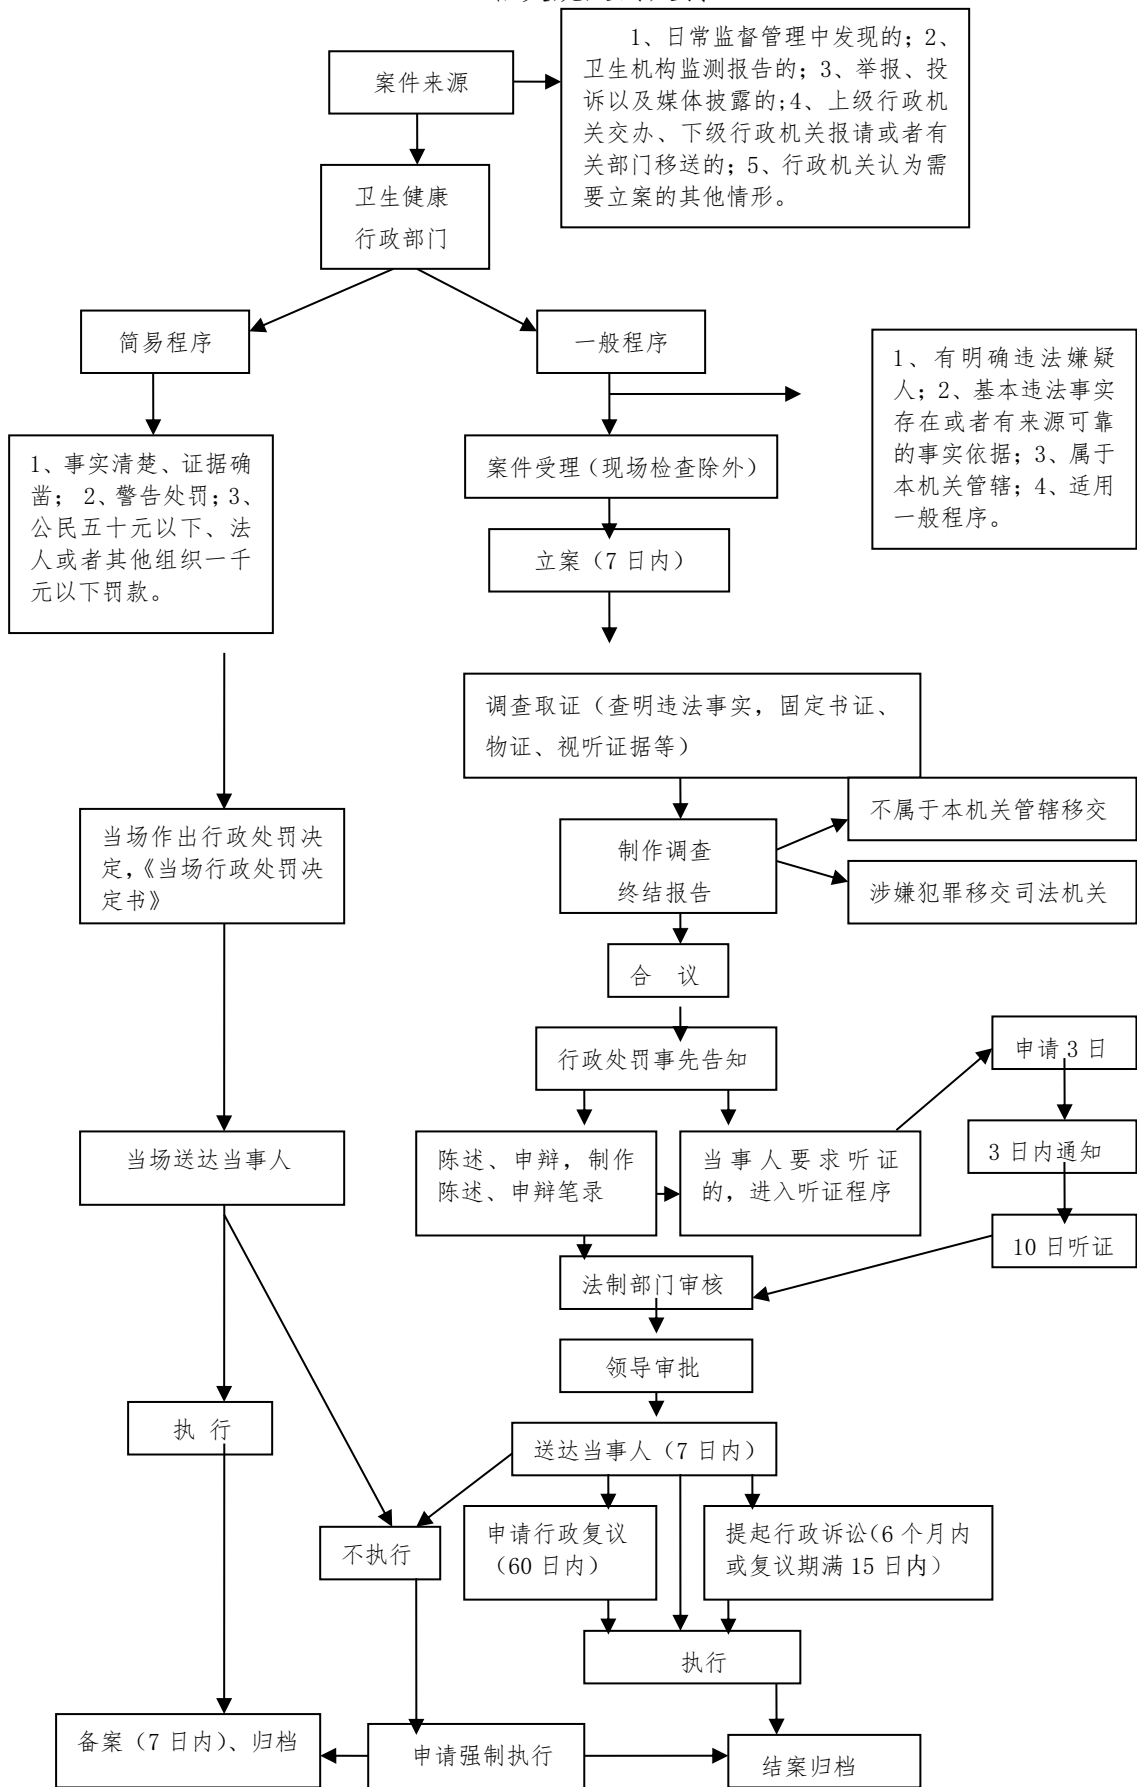 案件来源
1、日常监督管理中发现的；2、
卫生机构监测报告的；3、举报、投
诉以及媒体披露的;4、上级行政机
关交办、下级行政机关报请或者有
关部门移送的；5、行政机关认为需
要立案的其他情形。
卫生健康
行政部门
简易程序
一般程序
1、有明确违法嫌疑
人；2、基本违法事实
存在或者有来源可靠
的事实依据；3、属于
本机关管辖；4、适用
一般程序。
1、事实清楚、证据确
凿； 2、警告处罚；3、
公民五十元以下、法
人或者其他组织一千
元以下罚款。
案件受理（现场检查除外）
立案（7 日内）
调查取证（查明违法事实，固定书证、
物证、视听证据等）
不属于本机关管辖移交
当场作出行政处罚决
定，《当场行政处罚决
定书》
制作调查
终结报告
涉嫌犯罪移交司法机关
合 议
行政处罚事先告知
申请 3 日
当场送达当事人
陈述、申辩，制作
陈述、申辩笔录
当事人要求听证
的，进入听证程序
3 日内通知
10 日听证
法制部门审核
领导审批
执 行
送达当事人（7 日内）
不执行
申请行政复议
（60 日内）
提起行政诉讼（6 个月内
或复议期满 15 日内）
执行
备案（7 日内）、归档
申请强制执行
结案归档